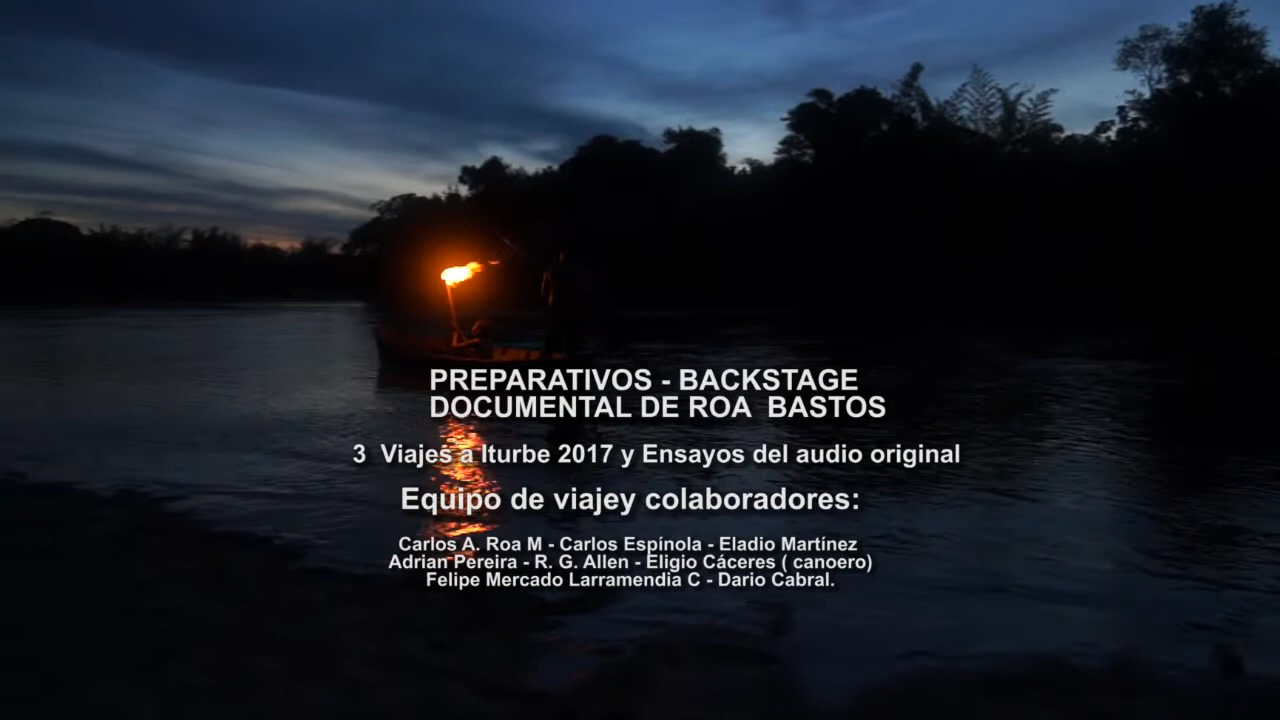 PREPARATIVOS - BACKSTAGE
DOCUMENTAL DE ROA  BASTOS
3  Viajes a Iturbe 2017 y Ensayos del audio original
Equipo de viajey colaboradores:
Carlos A. Roa M - Carlos Espínola - Eladio Martínez
Adrian Pereira - R. G. Allen - Eligio Cáceres ( canoero)
Felipe Mercado Larramendia C - Dario Cabral.